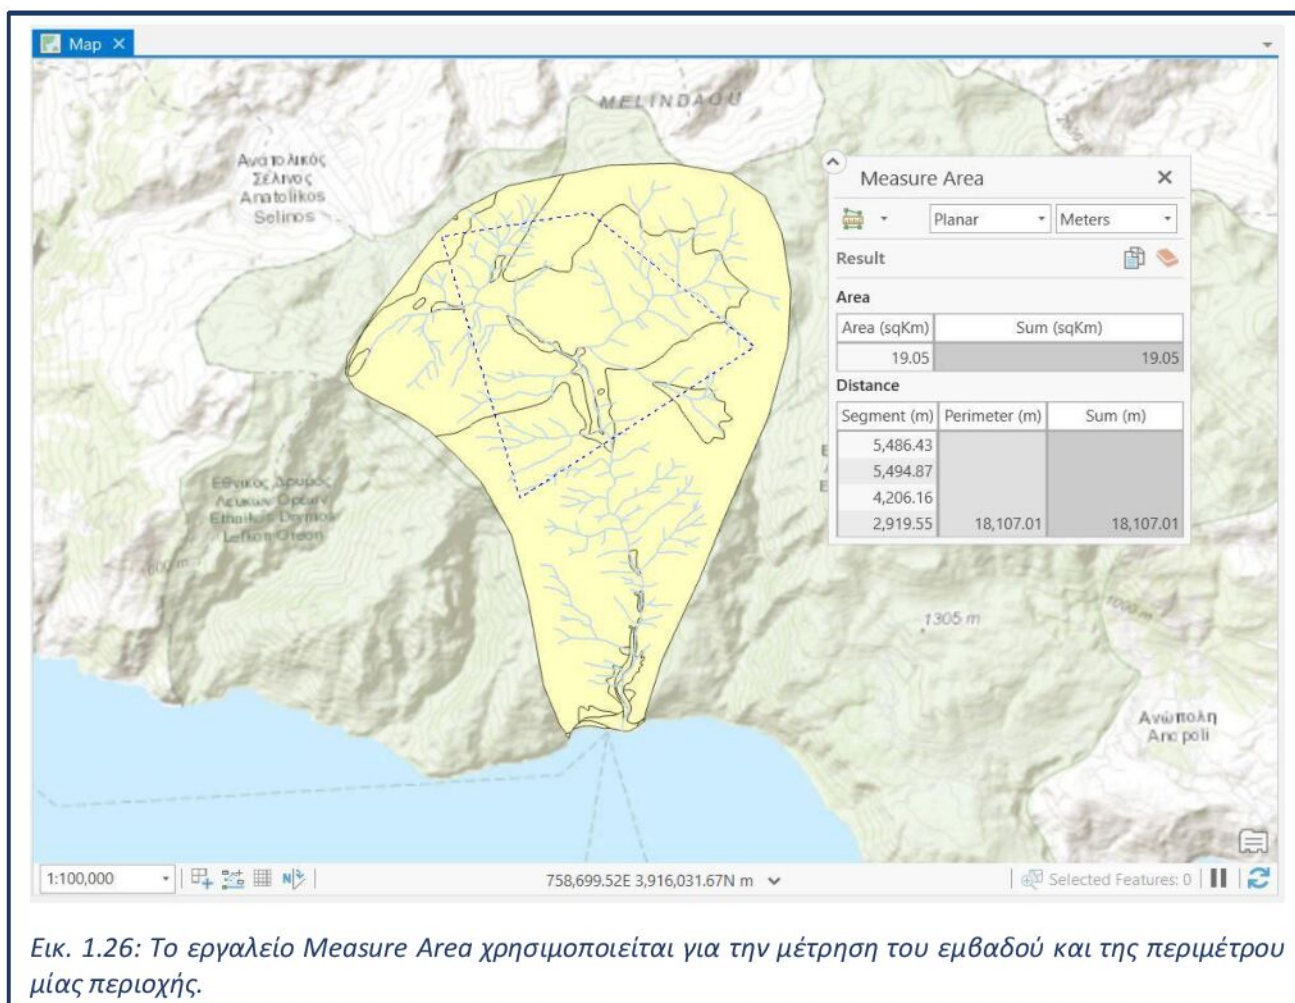 Map
MELINDAOU
Ανατολικός
Σέλινος
Anatolikos
Selinos
Measure Area
Planar Meters
Result
Area
Area (sqKm) Sum (sqKm)
19.05 19.05
Distance
Segment (m) Perimeter (m) Sum (m)
5,486.43
5,494.87
4,206.16
2,919.55 18,107.01 18,107.01
Εθνικός Δρυμός
Λευκών Ορέων
Ethnikos Drymos
Lefkon Oreon
1000 m
1305 m
Ανώπολη
Anopoli
1:100,000 758,699.52E 3,916,031.67N m Selected Features: 0
Εικ. 1.26: Το εργαλείο Measure Area χρησιμοποιείται για την μέτρηση του εμβαδού και της περιμέτρου
μίας περιοχής.